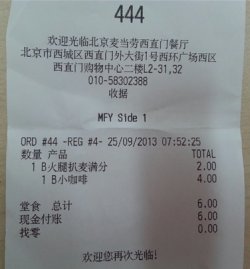 444
欢迎光临北京麦当劳西直门餐厅
北京市西城区西直门外大街1号西环广场西区
西直门购物中心二楼L2-31,32
010-58302388
收据
MFY Side 1
ORD #44 -REG #4- 25/09/2013 07:52:25
数量 产品 TOTAL
1 B火腿扒麦满分 2.00
1 B小咖啡 4.00
堂食 总计 6.00
现金付账 6.00
找零 0.00
欢迎您再次光临!